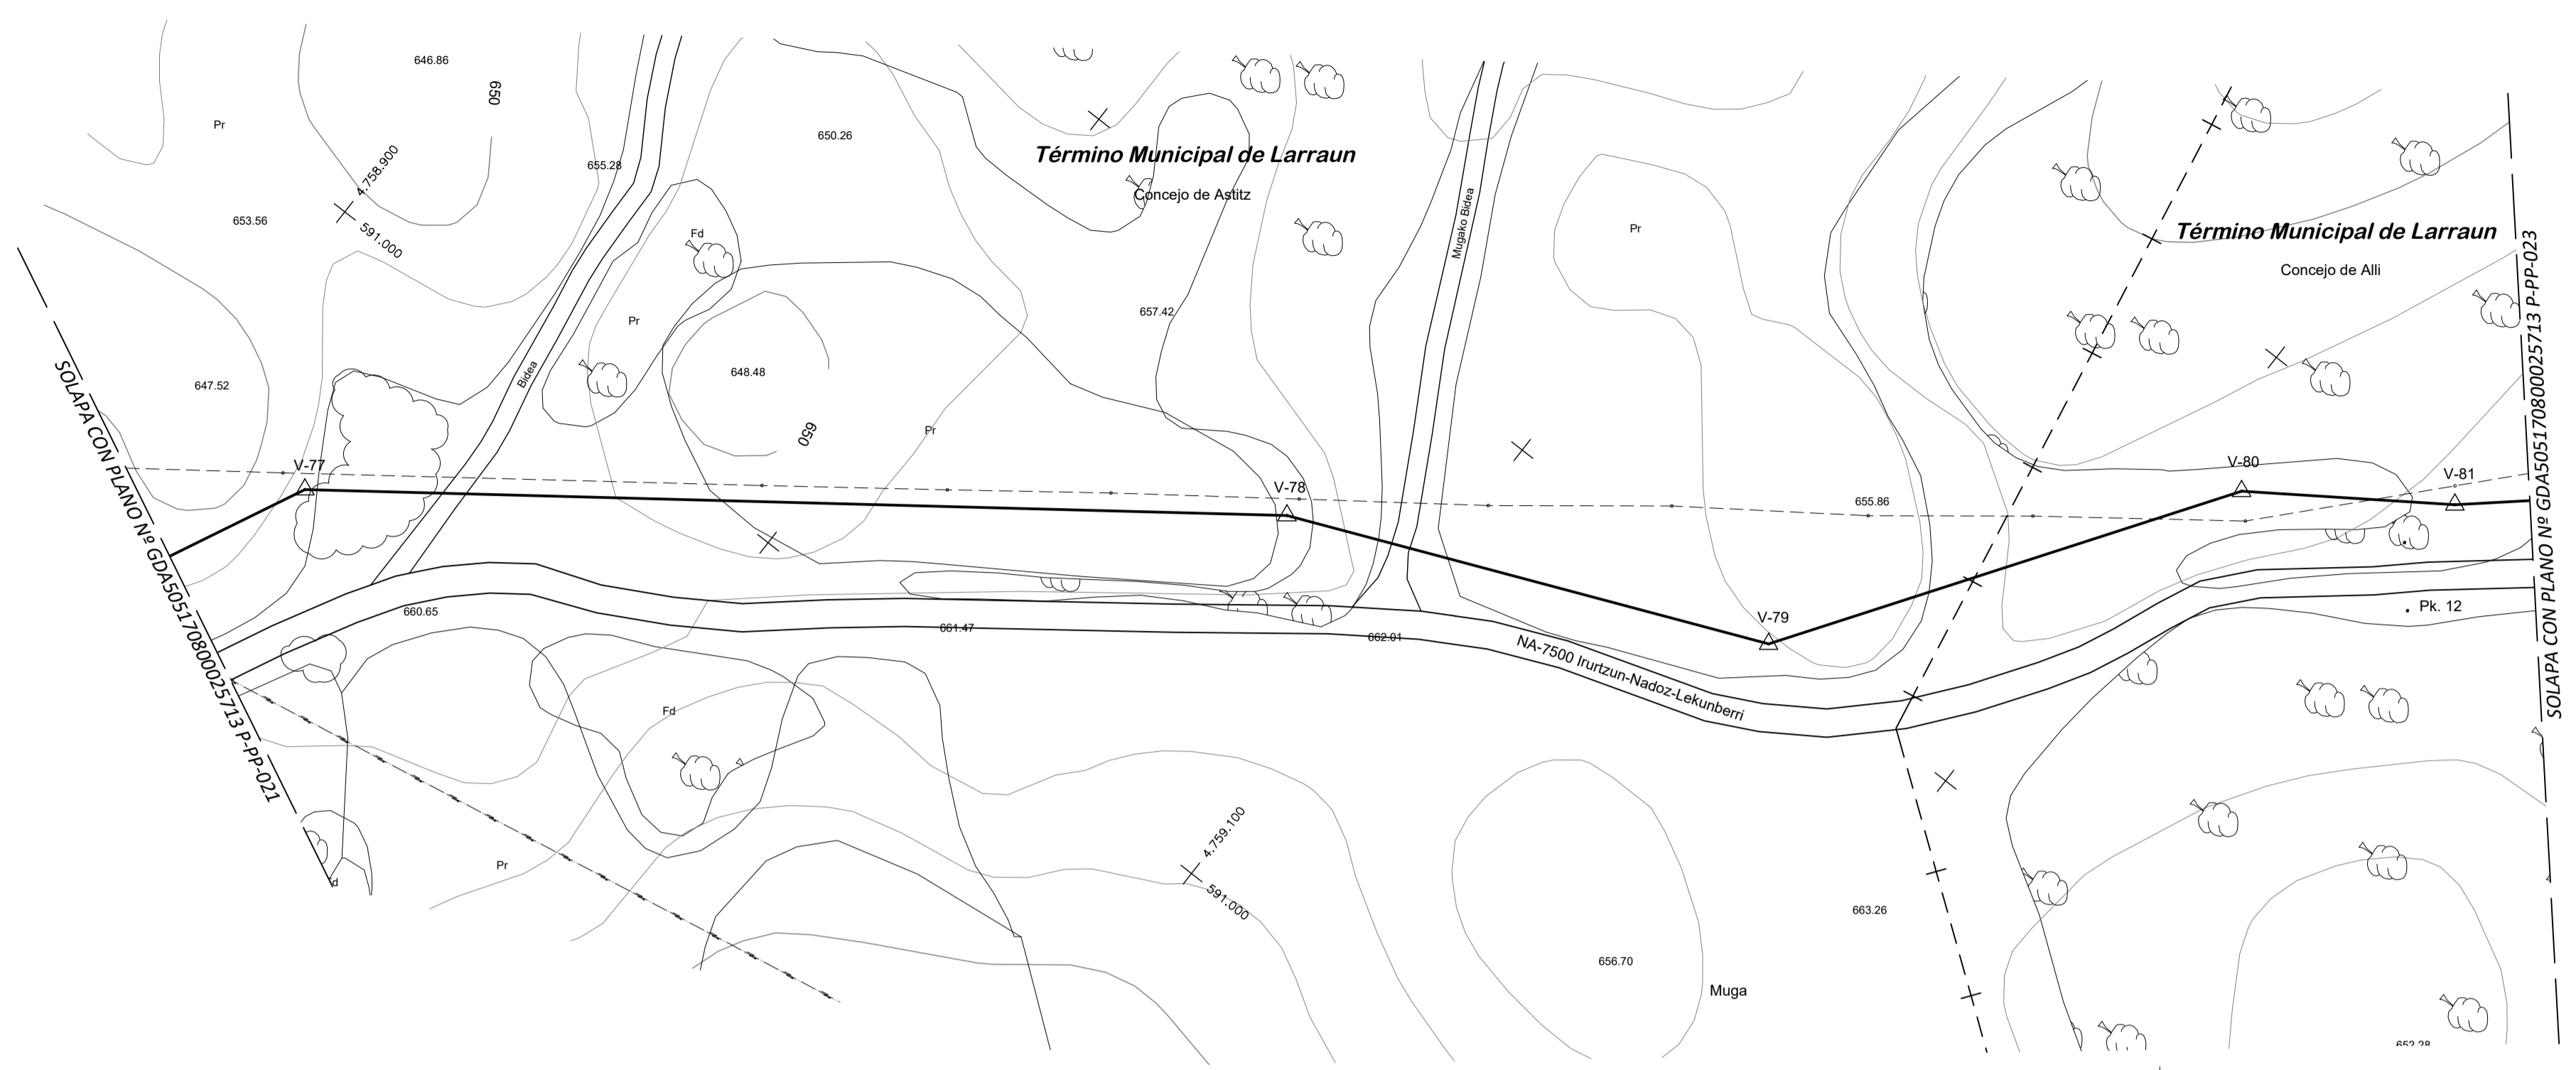 646.86
650
Pr
655.28
650.26
Término Municipal de Larraun
Concejo de Astitz
4.758.900
591.000
653.56
Fd
Mugako Bidea
Pr
Término Municipal de Larraun
Concejo de Alli
Pr
657.42
647.52
Bidea
648.48
650
Pr
SOLAPA CON PLANO Nº GDA5051708000025713 P-PP-021
SOLAPA CON PLANO Nº GDA5051708000025713 P-PP-023
V-77
V-78
V-80
V-81
655.86
660.65
661.47
662.01
V-79
Pk. 12
NA-7500 Irurtzun-Nadoz-Lekunberri
Fd
4.759.100
591.000
Pr
663.26
656.70
Muga
652.28